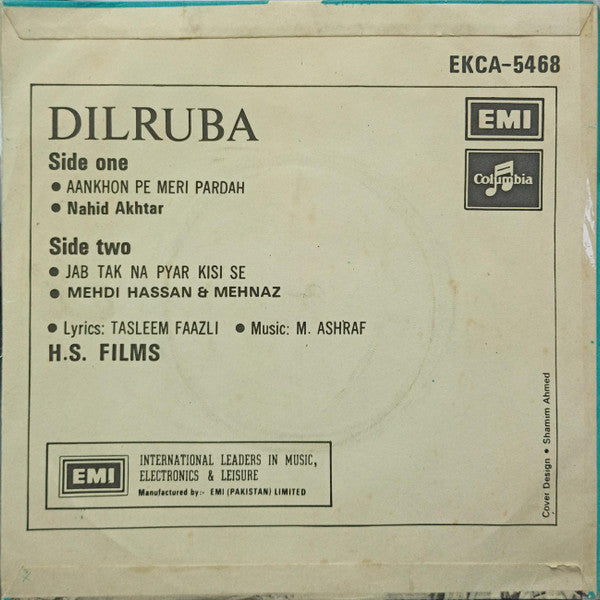 EKCA-5468
DILRUBA
EMI
Side one
• AANKHON PE MERI PARDAH
• Nahid Akhtar
Columbia
Side two
• JAB TAK NA PYAR KISI SE
• MEHDI HASSAN & MEHNAZ
• Lyrics: TASLEEM FAAZLI • Music: M. ASHRAF
H.S. FILMS
Cover Design • Shamim Ahmed
EMI
INTERNATIONAL LEADERS IN MUSIC,
ELECTRONICS & LEISURE
Manufactured by:- EMI (PAKISTAN) LIMITED